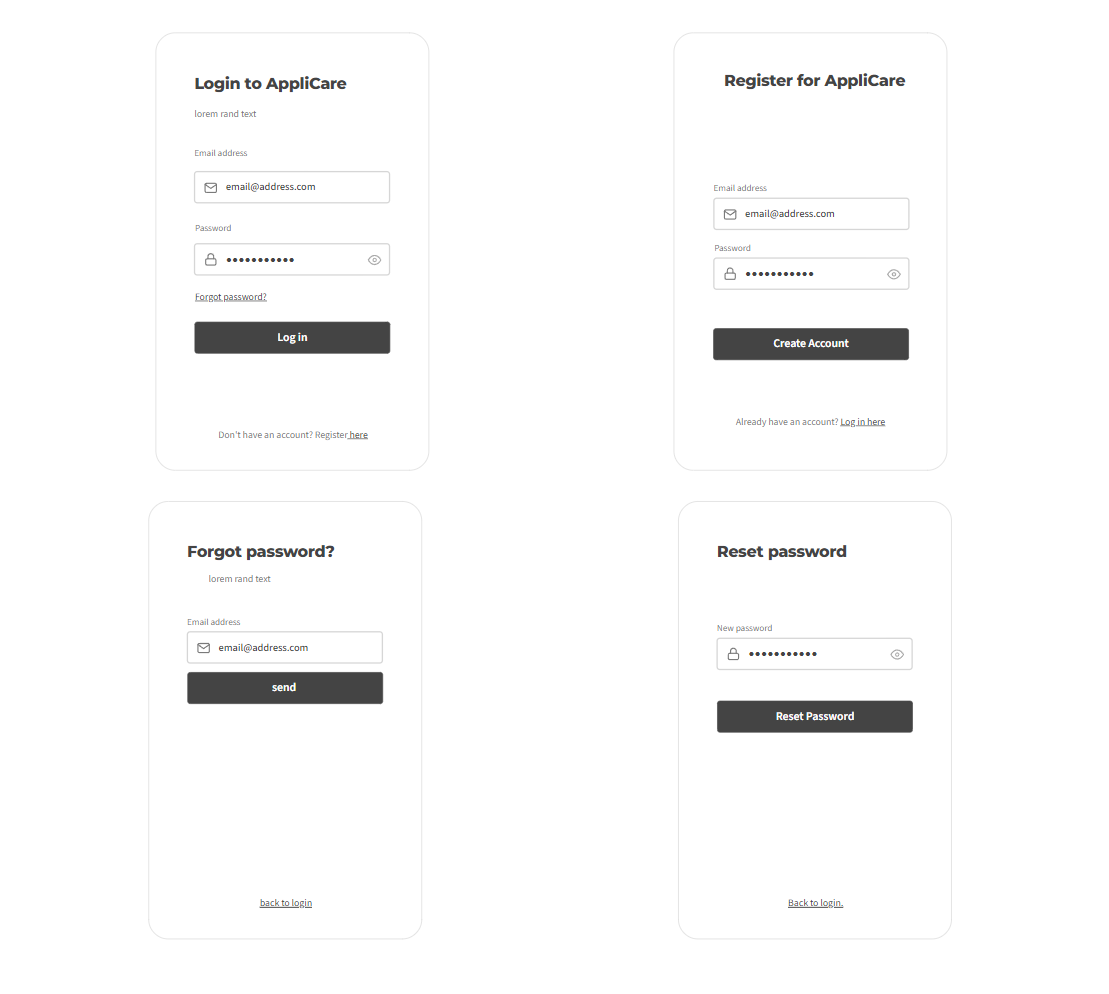 Login to AppliCare
lorem rand text
Email address
email@address.com
Password
•••••••••••
Forgot password?
Log in
Don't have an account? Register here
Register for AppliCare
Email address
email@address.com
Password
•••••••••••
Create Account
Already have an account? Log in here
Forgot password?
lorem rand text
Email address
email@address.com
send
back to login
Reset password
New password
•••••••••••
Reset Password
Back to login.